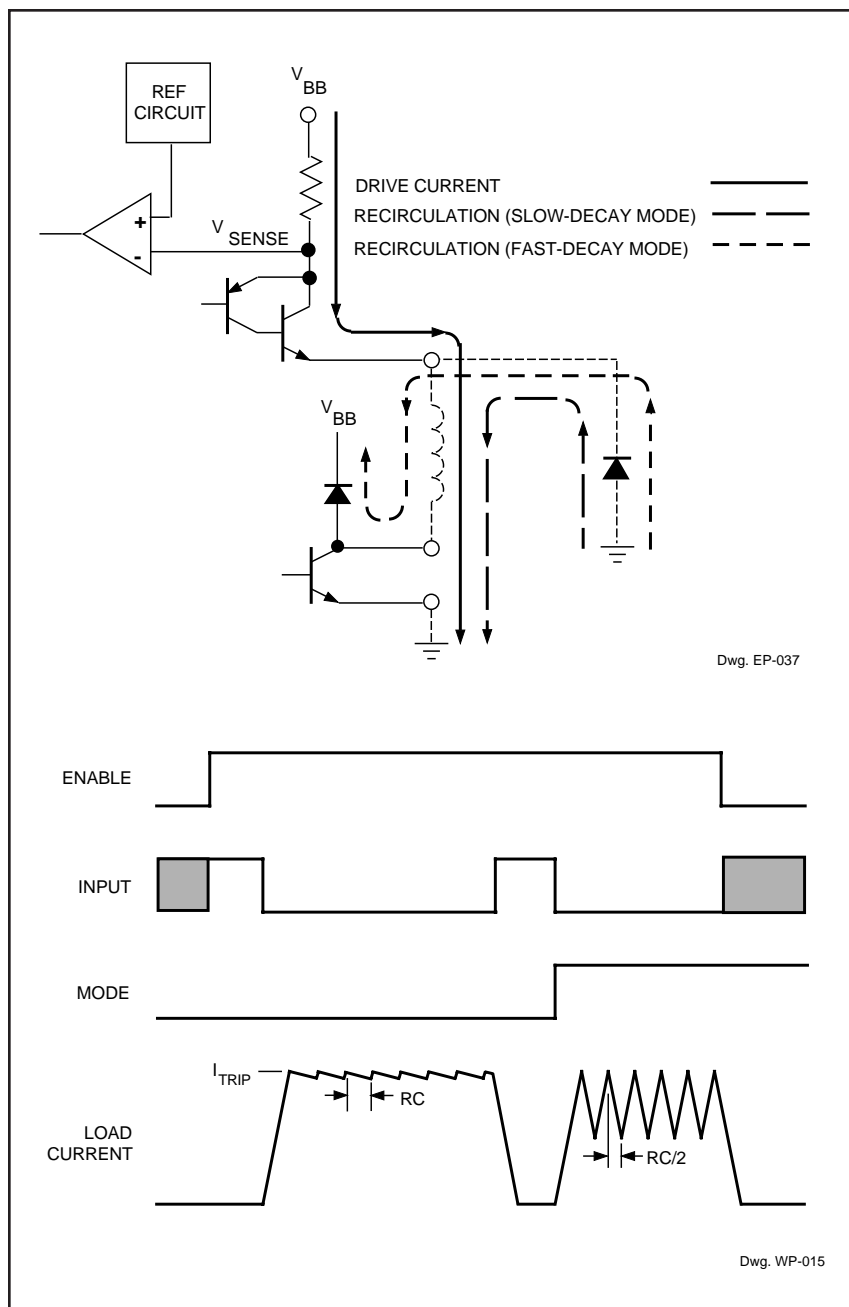 REF
CIRCUIT
V
BB
DRIVE CURRENT
RECIRCULATION (SLOW-DECAY MODE)
RECIRCULATION (FAST-DECAY MODE)
+
-
V
SENSE
V
BB
Dwg. EP-037
ENABLE
INPUT
MODE
I
TRIP
RC
LOAD
CURRENT
RC/2
Dwg. WP-015